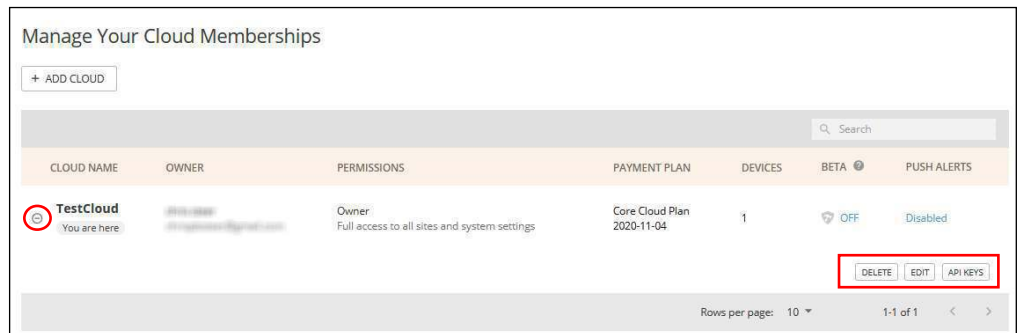 Manage Your Cloud Memberships
+ ADD CLOUD
Search
CLOUD NAME OWNER PERMISSIONS PAYMENT PLAN DEVICES BETA ? PUSH ALERTS
TestCloud Owner Core Cloud Plan 1 OFF Disabled
You are here Full access to all sites and system settings 2020-11-04
DELETE EDIT API KEYS
Rows per page: 10 1-1 of 1 < >